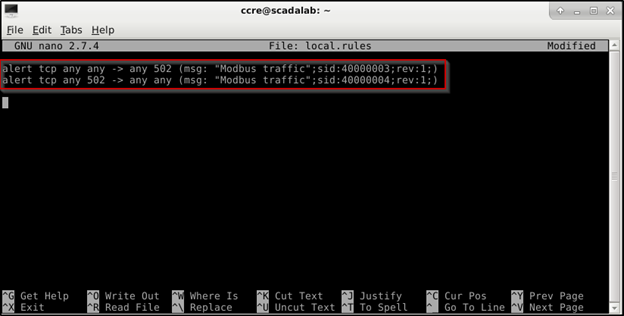 ccre@scadalab: ~
File Edit Tabs Help
GNU nano 2.7.4 File: local.rules Modified
alert tcp any any -> any 502 (msg: "Modbus traffic";sid:40000003;rev:1;)
alert tcp any 502 -> any any (msg: "Modbus traffic";sid:40000004;rev:1;)
^G Get Help ^O Write Out ^W Where Is ^K Cut Text ^J Justify ^C Cur Pos ^Y Prev Page
^X Exit ^R Read File ^\ Replace ^U Uncut Text ^T To Spell ^_ Go To Line ^V Next Page